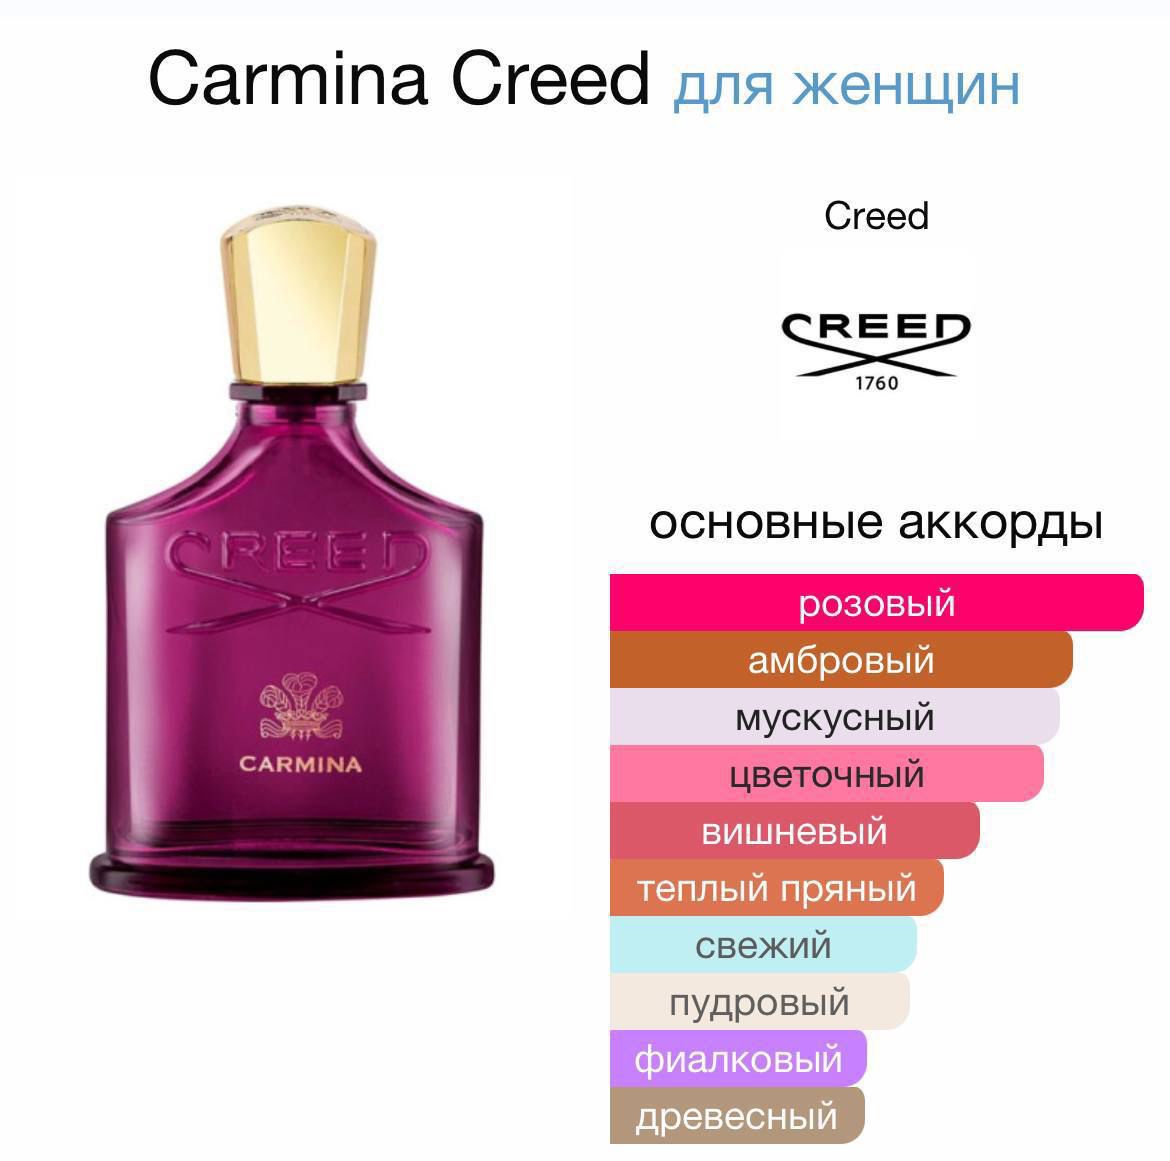 Carmina Creed для женщин
Creed
CREED
1760
CREED
CARMINA
основные аккорды
розовый
амбровый
мускусный
цветочный
вишневый
теплый пряный
свежий
пудровый
фиалковый
древесный